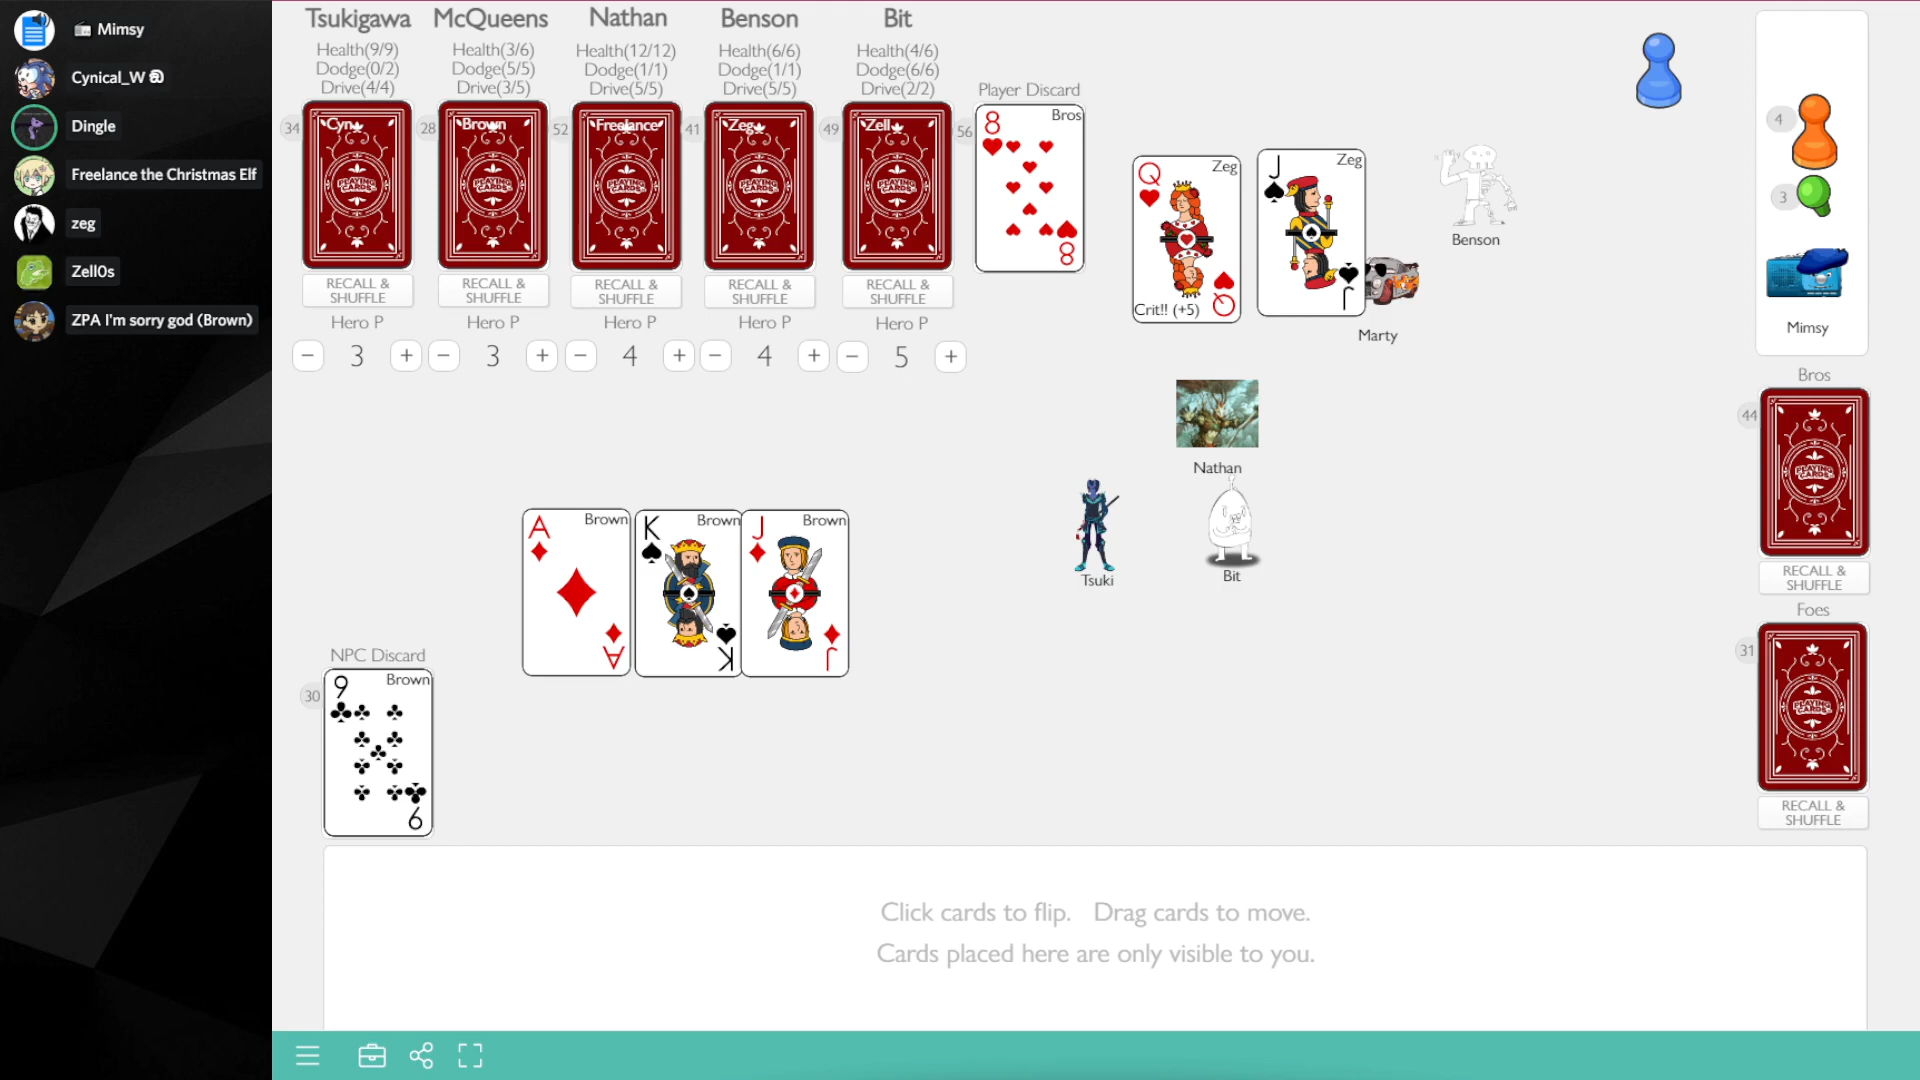 Mimsy
Cynical_W
Dingle
Freelance the Christmas Elf
zeg
Zell0s
ZPA I'm sorry god (Brown)
Tsukigawa
Health(9/9)
Dodge(0/2)
Drive(4/4)
34
Cyn
RECALL &
SHUFFLE
Hero P
− 3 +
McQueens
Health(3/6)
Dodge(5/5)
Drive(3/5)
28
Brown
RECALL &
SHUFFLE
Hero P
− 3 +
Nathan
Health(12/12)
Dodge(1/1)
Drive(5/5)
52
Freelance
RECALL &
SHUFFLE
Hero P
− 4 +
Benson
Health(6/6)
Dodge(1/1)
Drive(5/5)
41
Zeg
RECALL &
SHUFFLE
Hero P
− 4 +
Bit
Health(4/6)
Dodge(6/6)
Drive(2/2)
49
Zell
RECALL &
SHUFFLE
Hero P
− 5 +
Player Discard
56
8 Bros
8
Q Zeg
Crit!! (+5) Q
J Zeg
J
Marty
Benson
4
3
Mimsy
Nathan
Tsuki
Bit
Bros
44
PLAYING
CARDS
RECALL &
SHUFFLE
Foes
31
PLAYING
CARDS
RECALL &
SHUFFLE
A Brown
A
K Brown
K
J Brown
J
NPC Discard
30
9 Brown
9
Click cards to flip. Drag cards to move.
Cards placed here are only visible to you.